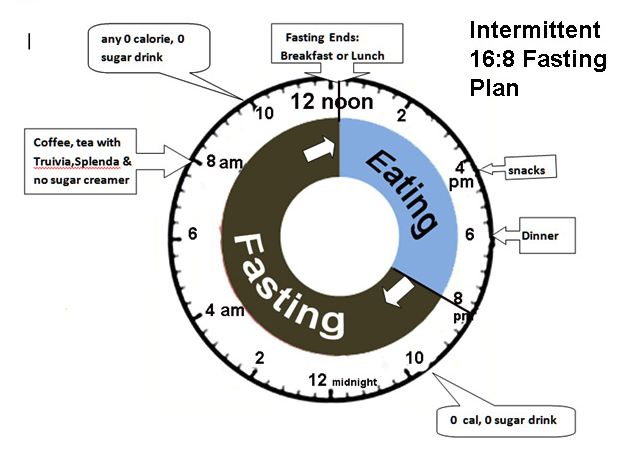 Intermittent
16:8 Fasting
Plan
any 0 calorie, 0
sugar drink
Fasting Ends:
Breakfast or Lunch
12 noon
10
2
Coffee, tea with
Truivia,Splenda &
no sugar creamer
8 am
4
pm
snacks
Eating
6
6
Dinner
Fasting
4 am
8
pm
2
10
12 midnight
0 cal, 0 sugar drink